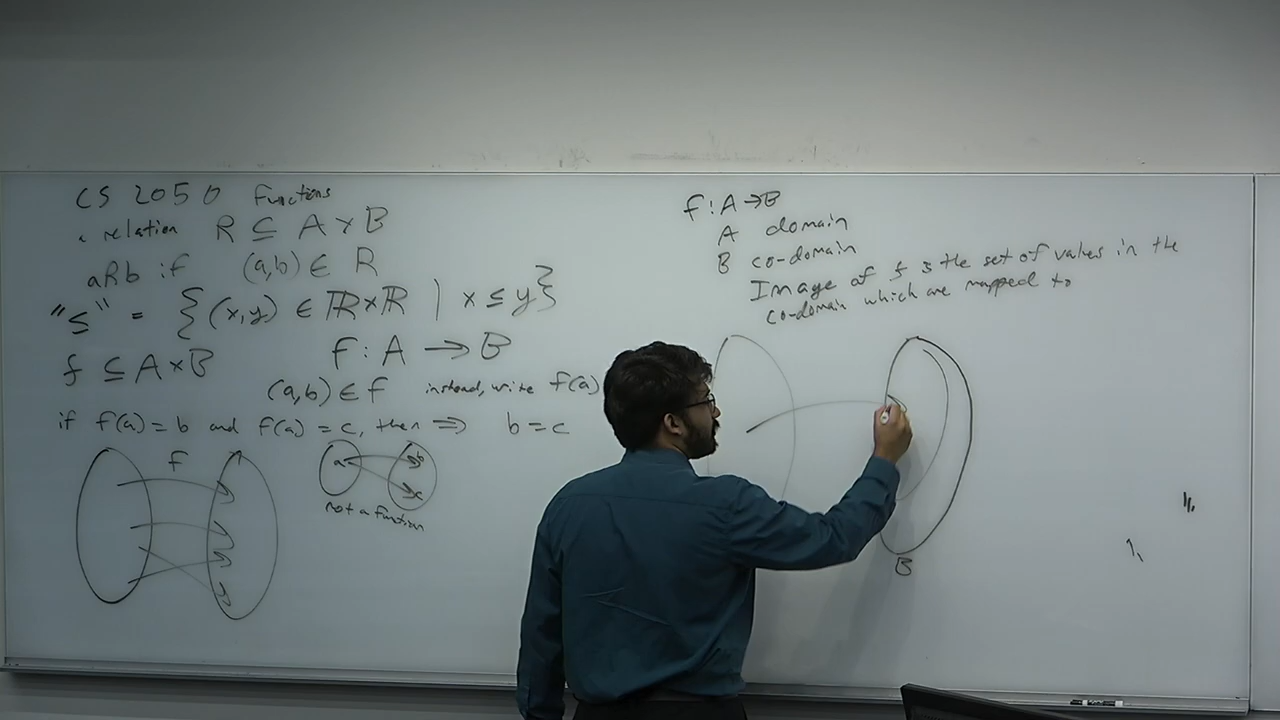 CS 2050 Functions
a relation R ⊆ A × B
aRb if (a,b) ∈ R
"≤" = {(x,y) ∈ ℝ×ℝ | x ≤ y}
f ⊆ A×B f : A → B
(a,b) ∈ f instead, write f(a)
if f(a) = b and f(a) = c, then ⇒ b = c
f
a b
c
not a function
f : A → B
A domain
B co-domain
Image of f is the set of values in the
co-domain which are mapped to
B